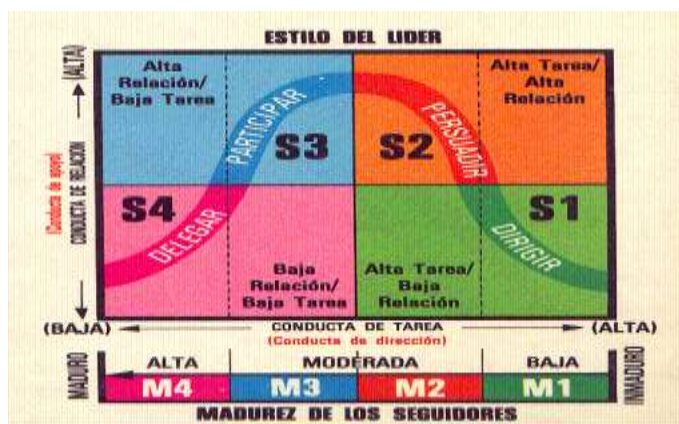 ESTILO DEL LIDER
(ALTA)
(Conducta de apoyo)
CONDUCTA DE RELACIÓN
Alta
Relación/
Baja Tarea
Alta Tarea/
Alta
Relación
PARTICIPAR
PERSUADIR
S3
S2
S4
S1
DELEGAR
DIRIGIR
Baja
Relación/
Baja Tarea
Alta Tarea/
Baja
Relación
(BAJA)
CONDUCTA DE TAREA
(ALTA)
(Conducta de dirección)
MADURO
ALTA
MODERADA
BAJA
INMADURO
M4
M3
M2
M1
MADUREZ DE LOS SEGUIDORES